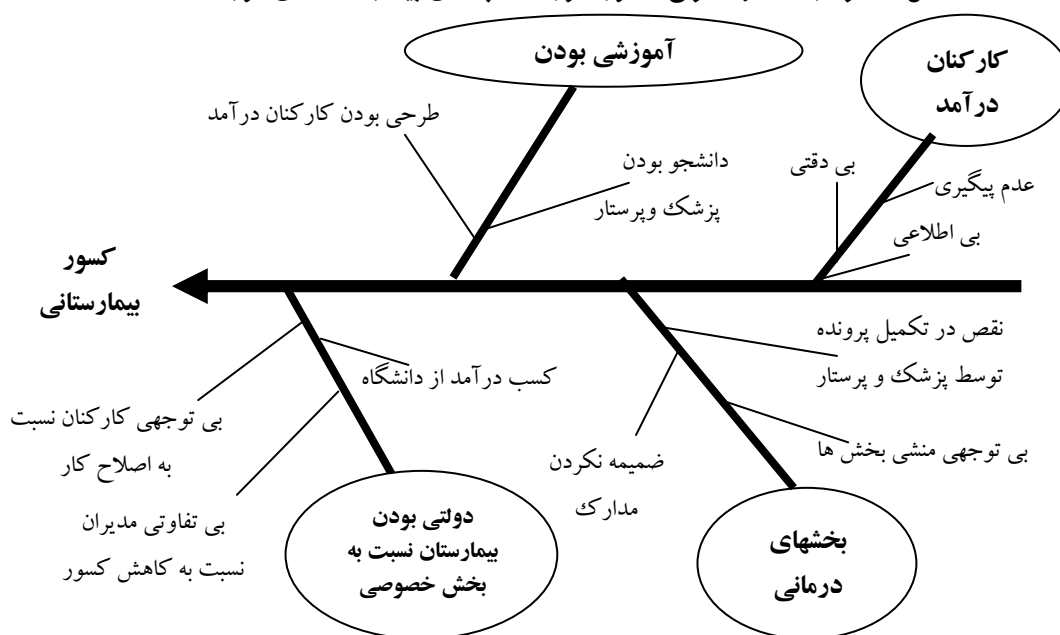 آموزشی بودن
کارکنان
درآمد
طرحی بودن کارکنان درآمد
دانشجو بودن
پزشک وپرستار
بی دقتی
عدم پیگیری
بی اطلاعی
کسور
بیمارستانی
نقص در تکمیل پرونده
توسط پزشک و پرستار
کسب درآمد از دانشگاه
بی توجهی کارکنان نسبت
به اصلاح کار
ضمیمه نکردن
مدارک
بی توجهی منشی بخش ها
بی تفاوتی مدیران
نسبت به کاهش کسور
دولتی بودن
بیمارستان نسبت به
بخش خصوصی
بخشهای
درمانی